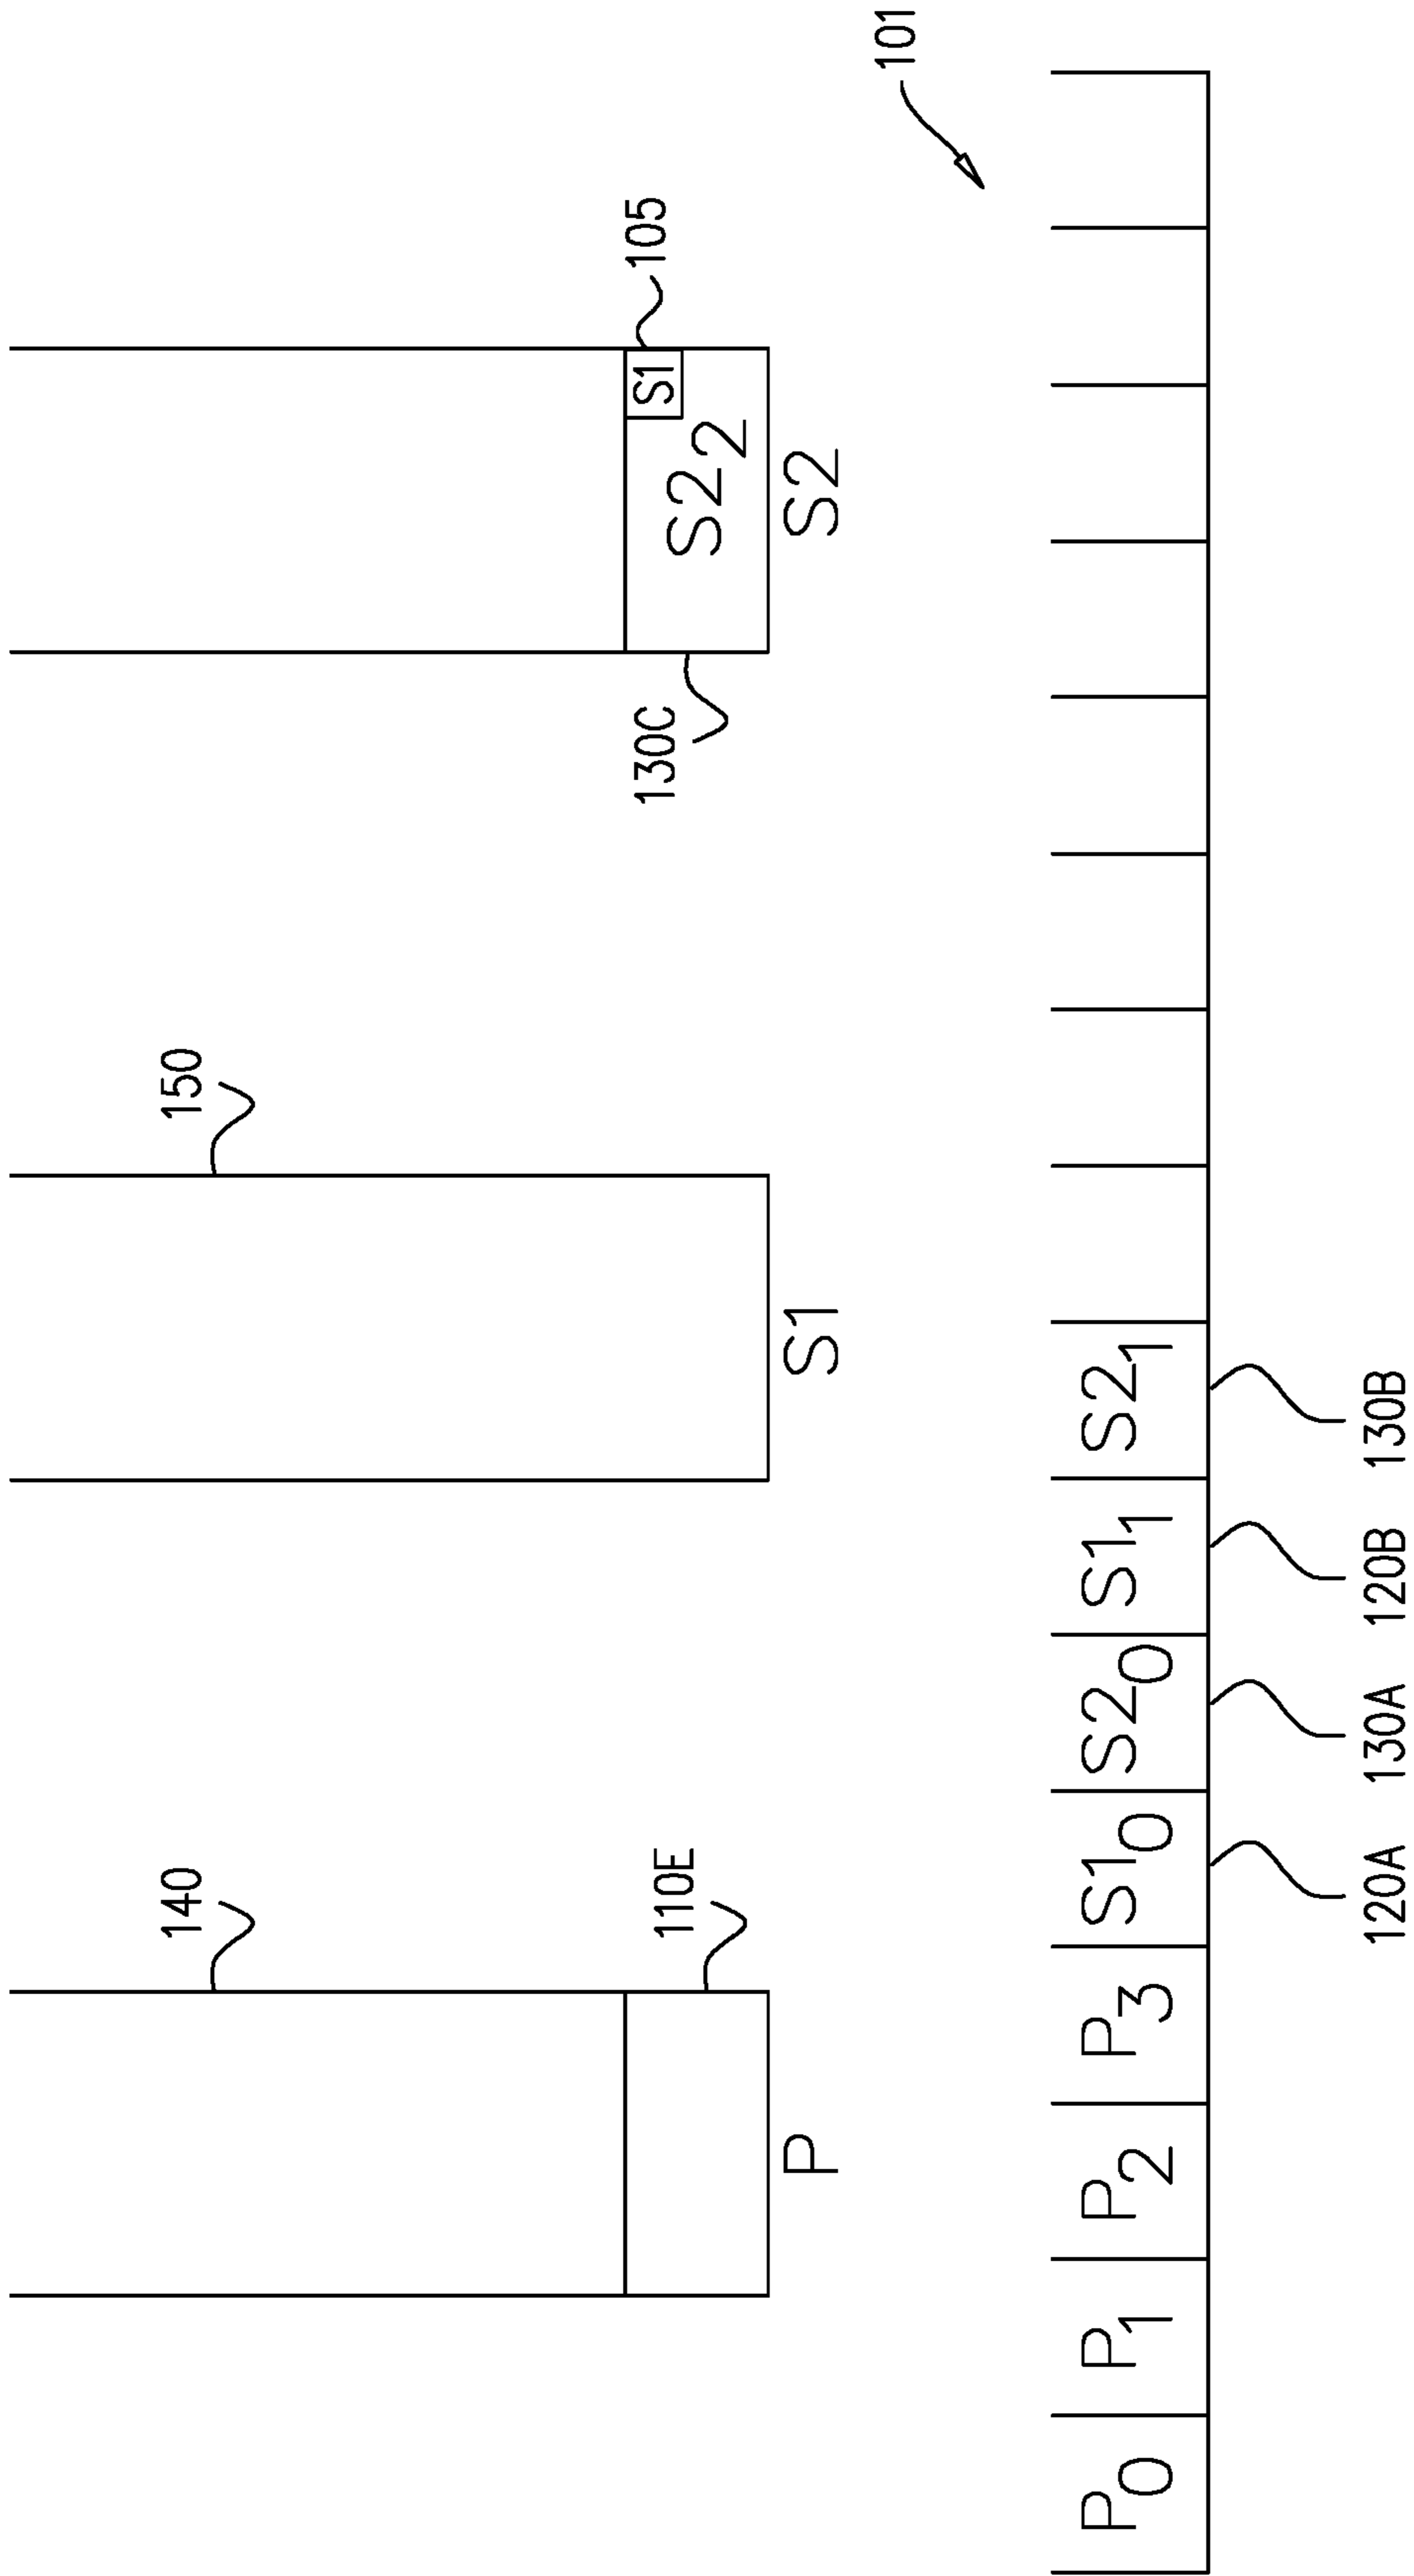 140
150
110E
130C
S2₂
S1
105
P
S1
S2
101
P₀ P₁ P₂ P₃ S1₀ S2₀ S1₁ S2₁
120A 130A 120B 130B